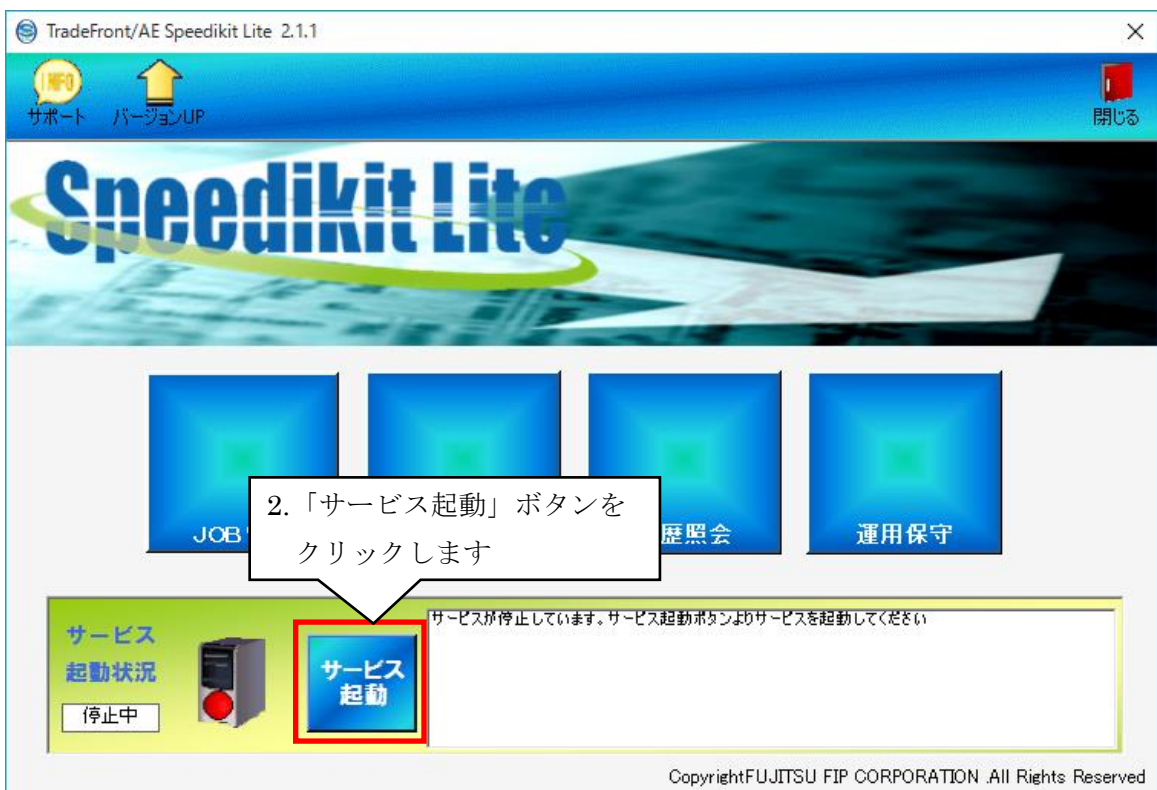 TradeFront/AE Speedikit Lite 2.1.1
サポート バージョンUP
閉じる
Speedikit Lite
2.「サービス起動」ボタンを
クリックします
JOB
歴照会
運用保守
サービス
起動状況
停止中
サービス
起動
サービスが停止しています。サービス起動ボタンよりサービスを起動してください
CopyrightFUJITSU FIP CORPORATION .All Rights Reserved